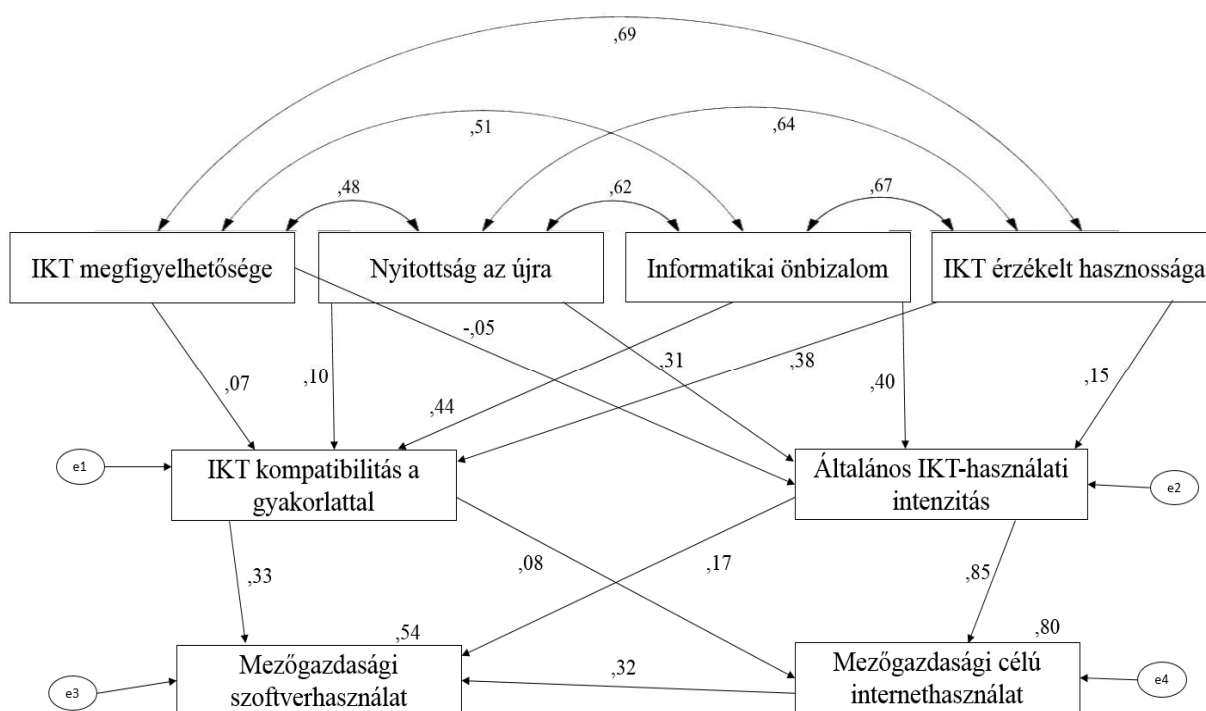 ,69
,51
,64
,48
,62
,67
IKT megfigyelhetősége
Nyitottság az újra
Informatikai önbizalom
IKT érzékelt hasznossága
-,05
,07
,10
,44
,31
,38
,40
,15
e1
IKT kompatibilitás a
gyakorlattal
Általános IKT-használati
intenzitás
e2
,33
,08
,17
,85
,54
,80
e3
Mezőgazdasági
szoftverhasználat
,32
Mezőgazdasági célú
internethasználat
e4